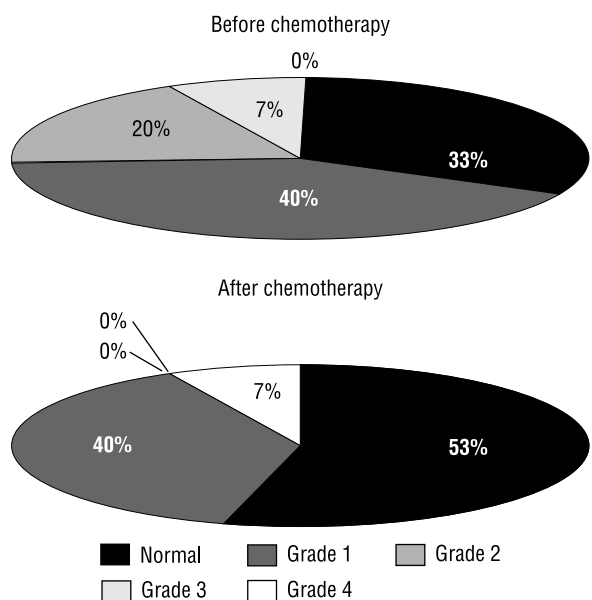 Before chemotherapy
0%
7%
20%
33%
40%
After chemotherapy
0%
0%
7%
40%
53%
Normal Grade 1 Grade 2
Grade 3 Grade 4